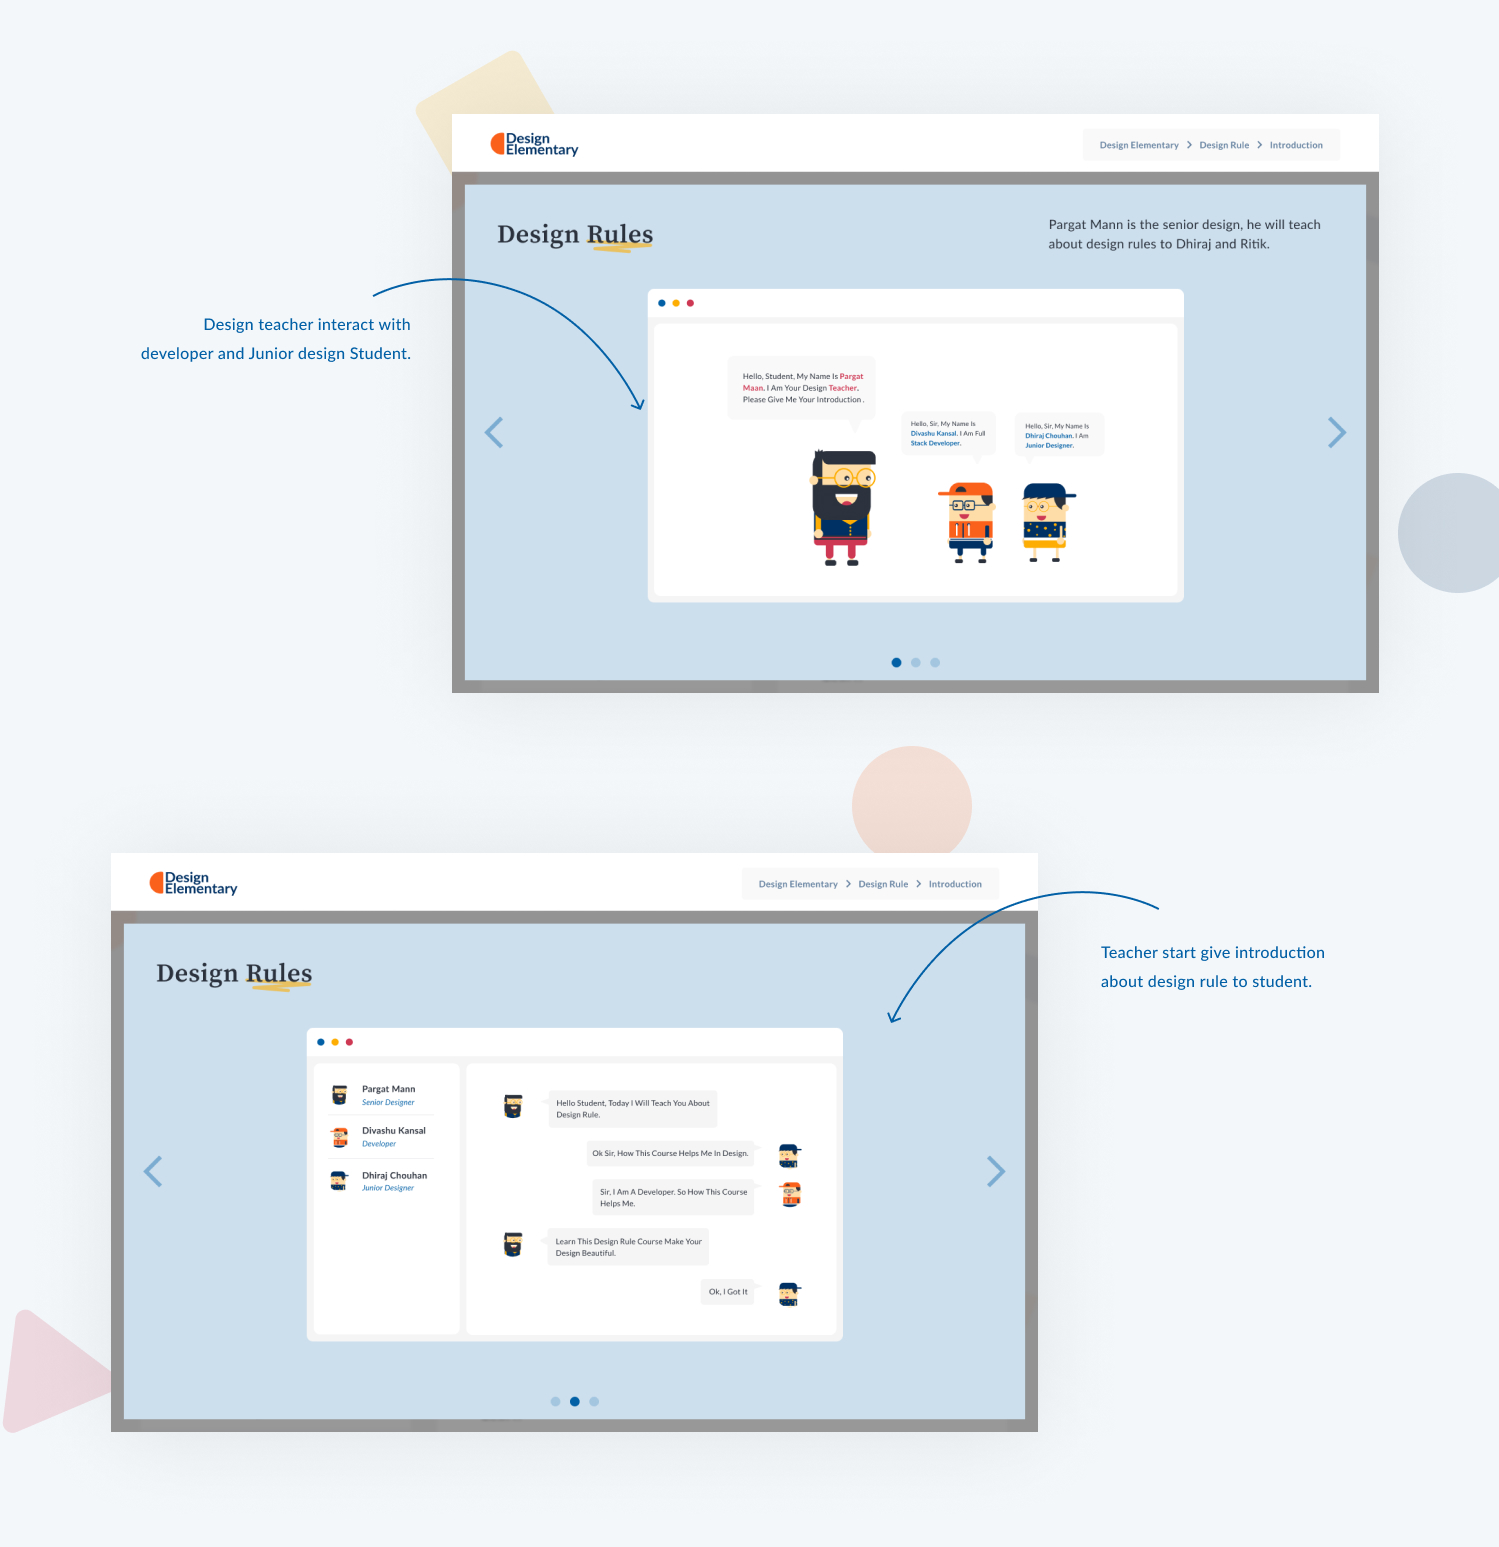 Design
Elementary
Design Elementary > Design Rule > Introduction
Design Rules
Pargat Mann is the senior design, he will teach
about design rules to Dhiraj and Ritik.
Design teacher interact with
developer and Junior design Student.
Hello, Student, My Name Is Pargat
Maan. I Am Your Design Teacher.
Please Give Me Your Introduction.
Hello, Sir, My Name Is
Divashu Kansal. I Am Full
Stack Developer.
Hello, Sir, My Name Is
Dhiraj Chouhan. I Am
Junior Designer.
Design
Elementary
Design Elementary > Design Rule > Introduction
Teacher start give introduction
about design rule to student.
Design Rules
Pargat Mann
Senior Designer
Divashu Kansal
Developer
Dhiraj Chouhan
Junior Designer
Hello Student, Today I Will Teach You About
Design Rule.
Ok Sir, How This Course Helps Me In Design.
Sir, I Am A Developer. So How This Course
Helps Me.
Learn This Design Rule Course Make Your
Design Beautiful.
Ok, I Got It